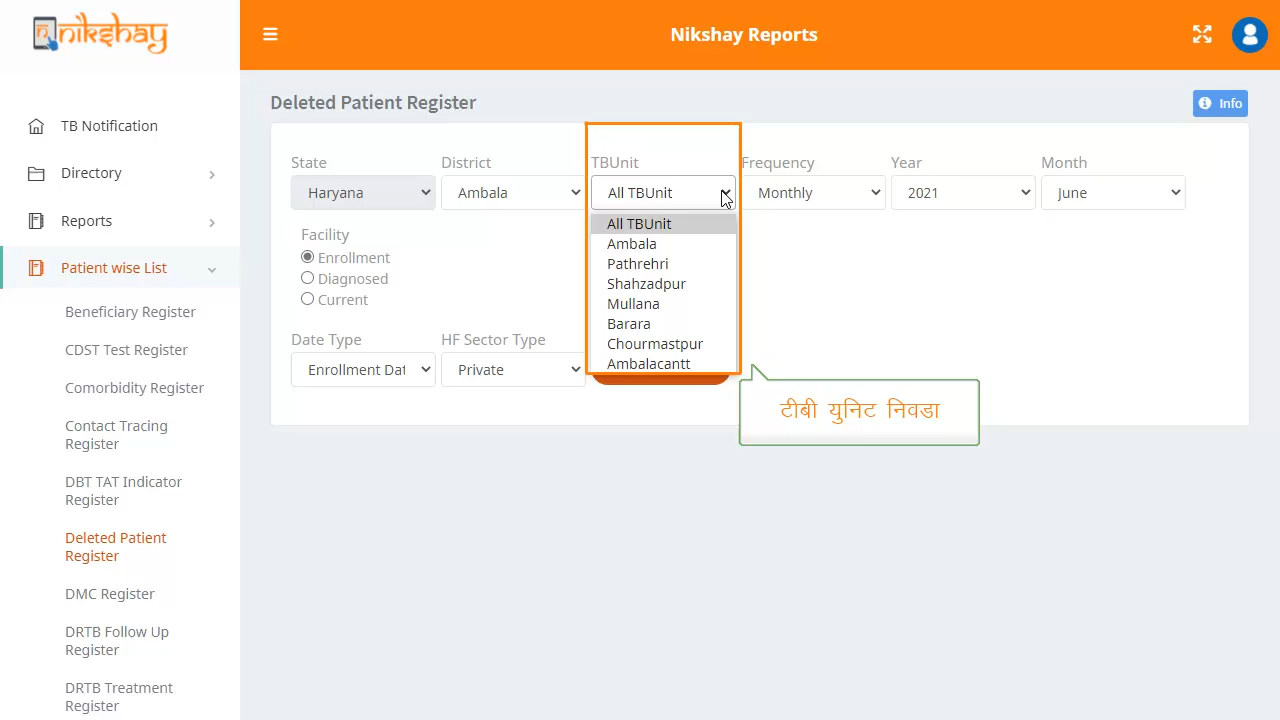 nikshay
Nikshay Reports
TB Notification
Directory
Reports
Patient wise List
Beneficiary Register
CDST Test Register
Comorbidity Register
Contact Tracing
Register
DBT TAT Indicator
Register
Deleted Patient
Register
DMC Register
DRTB Follow Up
Register
DRTB Treatment
Register
Deleted Patient Register
Info
State
District
TBUnit
Frequency
Year
Month
Haryana
Ambala
All TBUnit
Monthly
2021
June
All TBUnit
Ambala
Pathrehri
Shahzadpur
Mullana
Barara
Chourmastpur
Ambalacantt
Facility
Enrollment
Diagnosed
Current
Date Type
HF Sector Type
Enrollment Dat
Private
टीबी युनिट निवडा